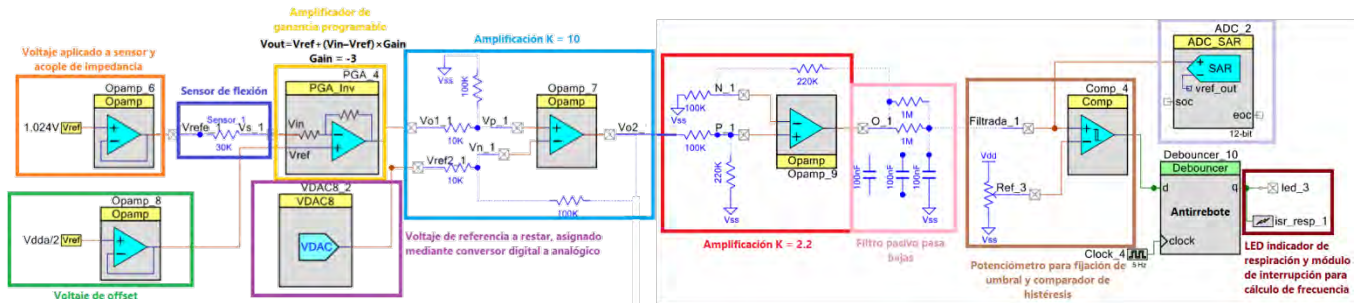 Voltaje aplicado a sensor y
acople de impedancia
Opamp_6
Opamp
1.024V
Vref
Sensor de flexión
Vrefe_1
Sensor_1
Vs_1
30K
Opamp_8
Opamp
Vdda/2
Vref
Voltaje de offset
Amplificador de
ganancia programable
Vout=Vref+(Vin-Vref)×Gain
Gain = -3
PGA_4
PGA_Inv
Vin
Vref
VDAC8_2
VDAC8
VDAC
Voltaje de referencia a restar, asignado
mediante conversor digital a analógico
Amplificación K = 10
Vss
100K
Vo1_1
10K
Vp_1
Vn_1
Vref2_1
10K
100K
Opamp_7
Opamp
Vo2_
N_1
Vss
100K
220K
P_1
100K
220K
Vss
Opamp
Opamp_9
Amplificación K = 2.2
O_1
1M
1M
100nF
100nF
100nF
Vss
Filtro pasivo pasa
bajas
Filtrada_1
Comp_4
Comp
Vdd
Ref_3
Vss
Potenciómetro para fijación de
umbral y comparador de
histéresis
ADC_2
ADC_SAR
SAR
vref_out
soc
eoc
12-bit
Debouncer_10
Debouncer
d
q
Antirrebote
clock
Clock_4
5 Hz
led_3
isr_resp_1
LED indicador de
respiración y módulo
de interrupción para
cálculo de frecuencia